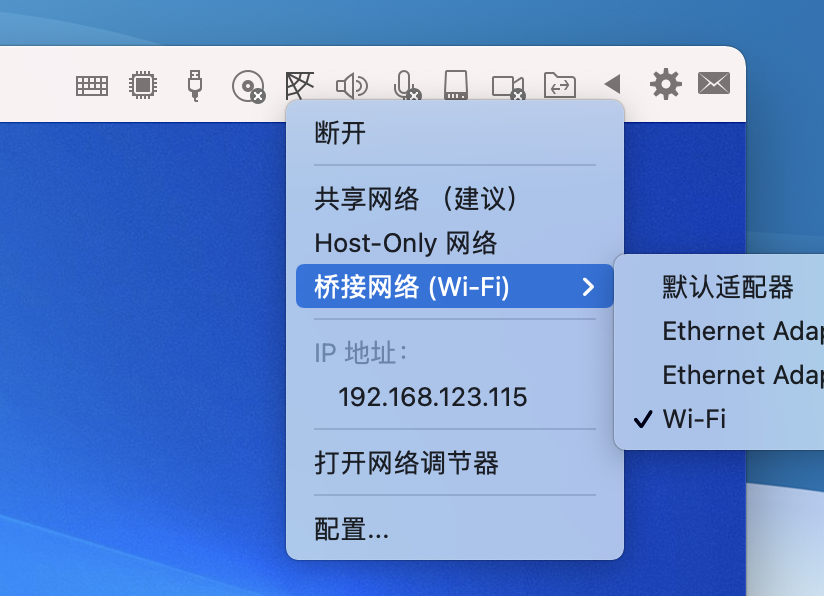 断开
共享网络 （建议）
Host-Only 网络
桥接网络 (Wi-Fi)
默认适配器
Ethernet
Ethernet
Wi-Fi
IP 地址：
192.168.123.115
打开网络调节器
配置...